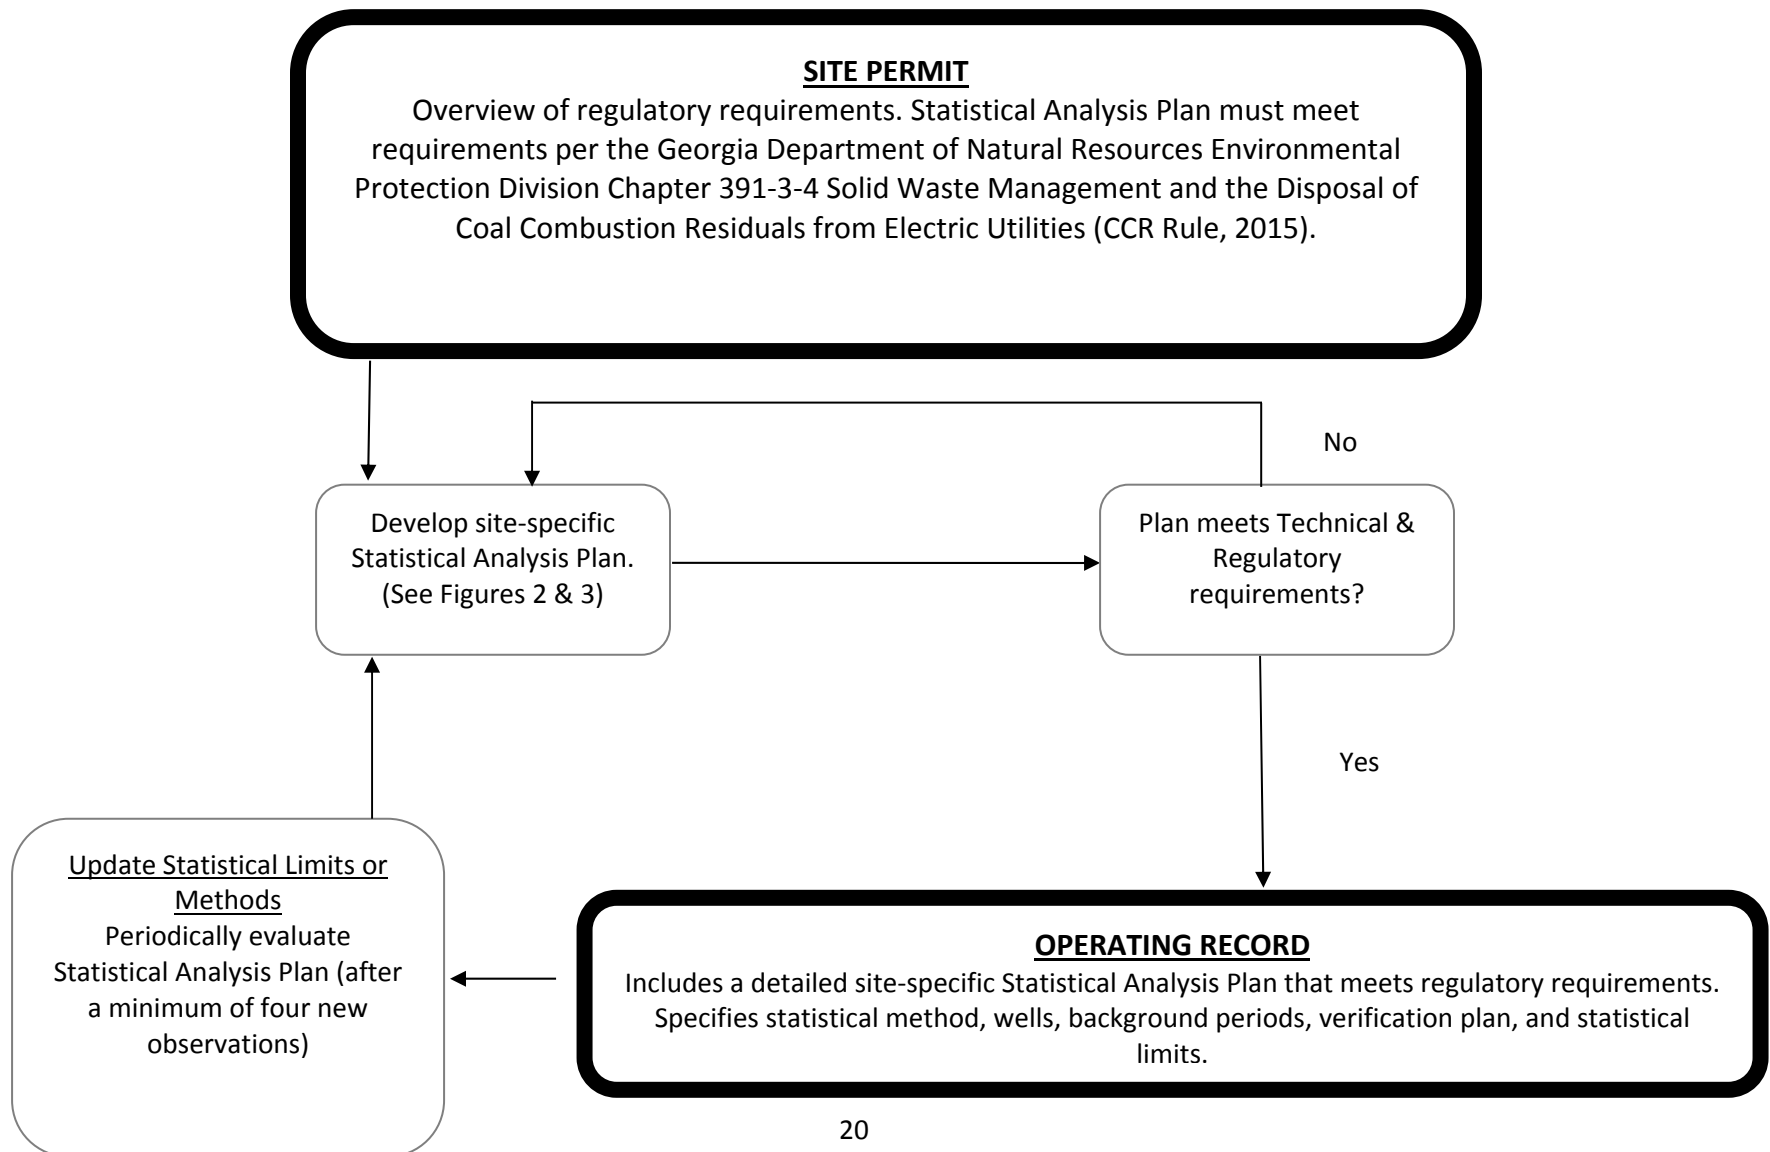 SITE PERMIT
Overview of regulatory requirements. Statistical Analysis Plan must meet
requirements per the Georgia Department of Natural Resources Environmental
Protection Division Chapter 391-3-4 Solid Waste Management and the Disposal of
Coal Combustion Residuals from Electric Utilities (CCR Rule, 2015).
No
Develop site-specific
Statistical Analysis Plan.
(See Figures 2 & 3)
Plan meets Technical &
Regulatory
requirements?
Yes
Update Statistical Limits or
Methods
Periodically evaluate
Statistical Analysis Plan (after
a minimum of four new
observations)
OPERATING RECORD
Includes a detailed site-specific Statistical Analysis Plan that meets regulatory requirements.
Specifies statistical method, wells, background periods, verification plan, and statistical
limits.
20